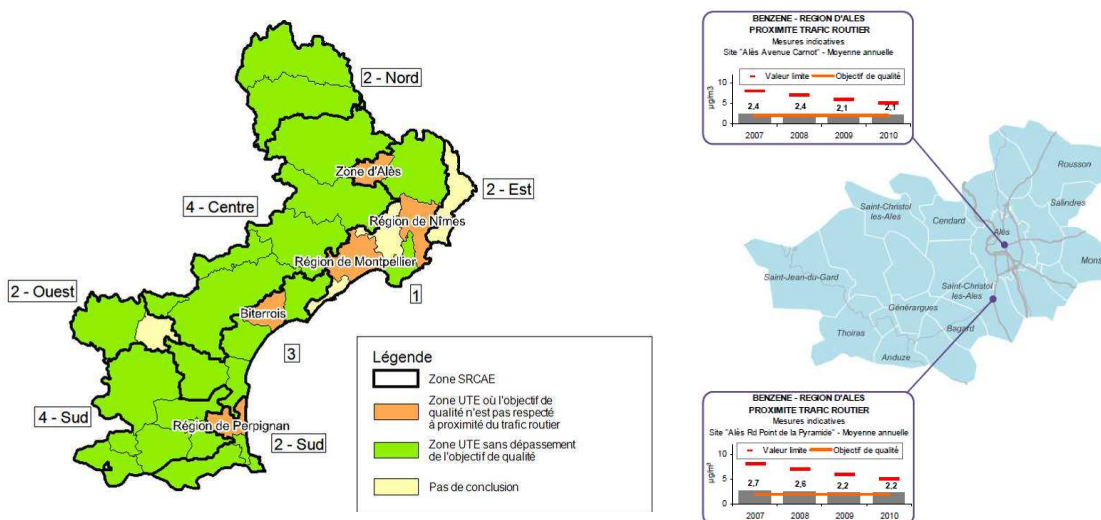 2 - Nord
Zone d'Alès
2 - Est
4 - Centre
Région de Nîmes
Région de Montpellier
1
2 - Ouest
Biterrois
3
4 - Sud
Région de Perpignan
2 - Sud
Légende
Zone SRCAE
Zone UTE où l'objectif de
qualité n'est pas respecté
à proximité du trafic routier
Zone UTE sans dépassement
de l'objectif de qualité
Pas de conclusion
BENZENE - REGION D'ALES
PROXIMITE TRAFIC ROUTIER
Mesures indicatives
Site "Alès Avenue Carnot" - Moyenne annuelle
Valeur limite Objectif de qualité
µg/m3
10
5
0
2,4 2,4 2,1 2,1
2007 2008 2009 2010
Rousson
Salindres
Saint-Christol
les-Ales
Cendard
Alès
Mons
Saint-Jean-du-Gard
Saint-Christol
les-Ales
Générargues
Bagard
Thoiras
Anduze
BENZENE - REGION D'ALES
PROXIMITE TRAFIC ROUTIER
Mesures indicatives
Site "Alès Rd Point de la Pyramide" - Moyenne annuelle
Valeur limite Objectif de qualité
µg/m3
10
5
0
2,7 2,6 2,2 2,2
2007 2008 2009 2010